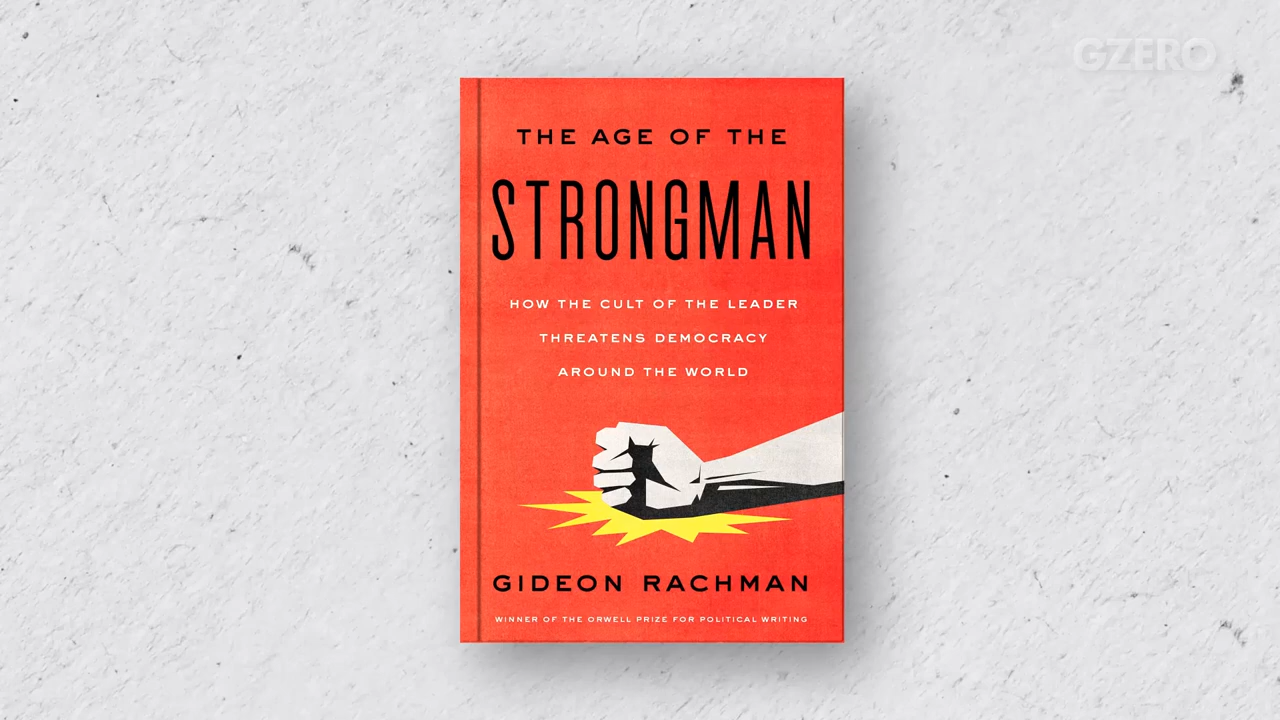 GZERO
THE AGE OF THE
STRONGMAN
HOW THE CULT OF THE LEADER
THREATENS DEMOCRACY
AROUND THE WORLD
GIDEON RACHMAN
WINNER OF THE ORWELL PRIZE FOR POLITICAL WRITING